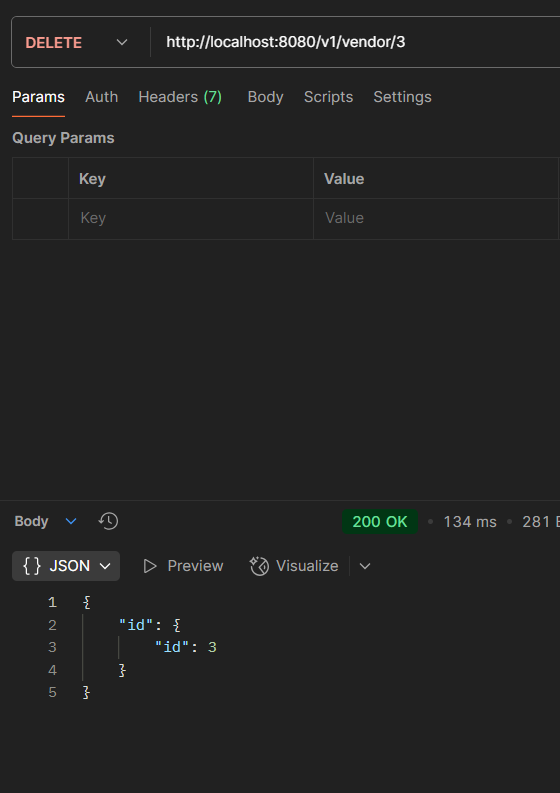 DELETE http://localhost:8080/v1/vendor/3
Params Auth Headers (7) Body Scripts Settings
Query Params
Key Value
Key Value
Body 200 OK • 134 ms • 281
{} JSON Preview Visualize
1 {
2 "id": {
3 "id": 3
4 }
5 }